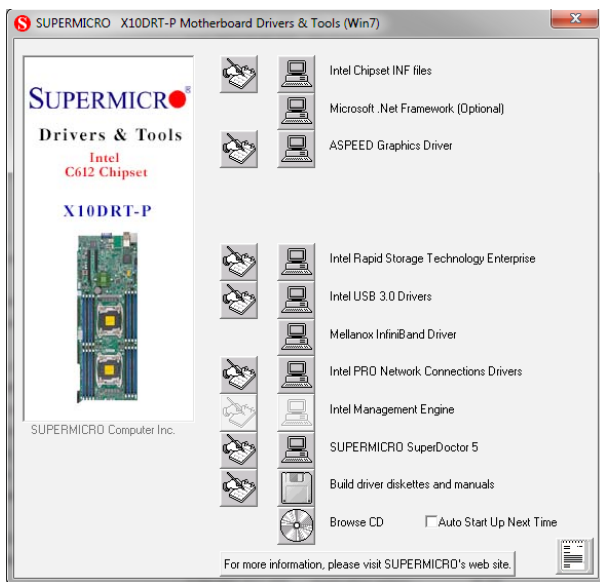 SUPERMICRO X10DRT-P Motherboard Drivers & Tools (Win7)
SUPERMICRO®
Drivers & Tools
Intel
C612 Chipset
X10DRT-P
SUPERMICRO Computer Inc.
Intel Chipset INF files
Microsoft .Net Framework (Optional)
ASPEED Graphics Driver
Intel Rapid Storage Technology Enterprise
Intel USB 3.0 Drivers
Mellanox InfiniBand Driver
Intel PRO Network Connections Drivers
Intel Management Engine
SUPERMICRO SuperDoctor 5
Build driver diskettes and manuals
Browse CD Auto Start Up Next Time
For more information, please visit SUPERMICRO's web site.